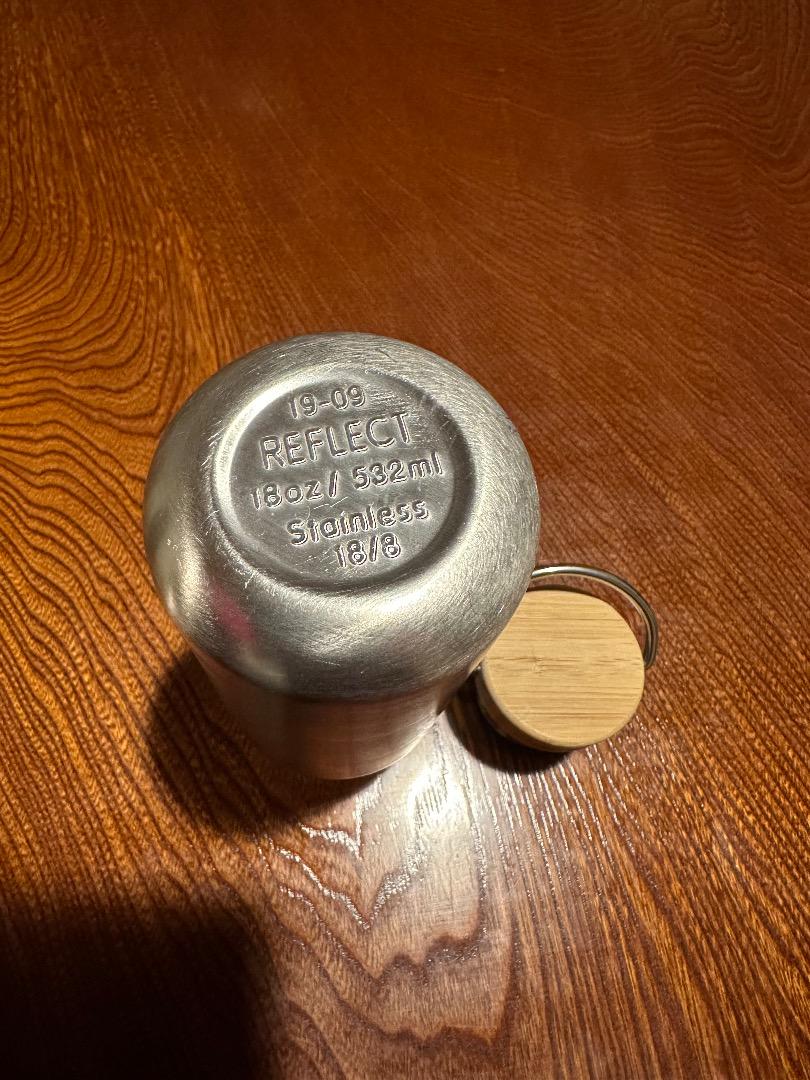 19-09
REFLECT
18oz/ 532ml
Stainless
18/8